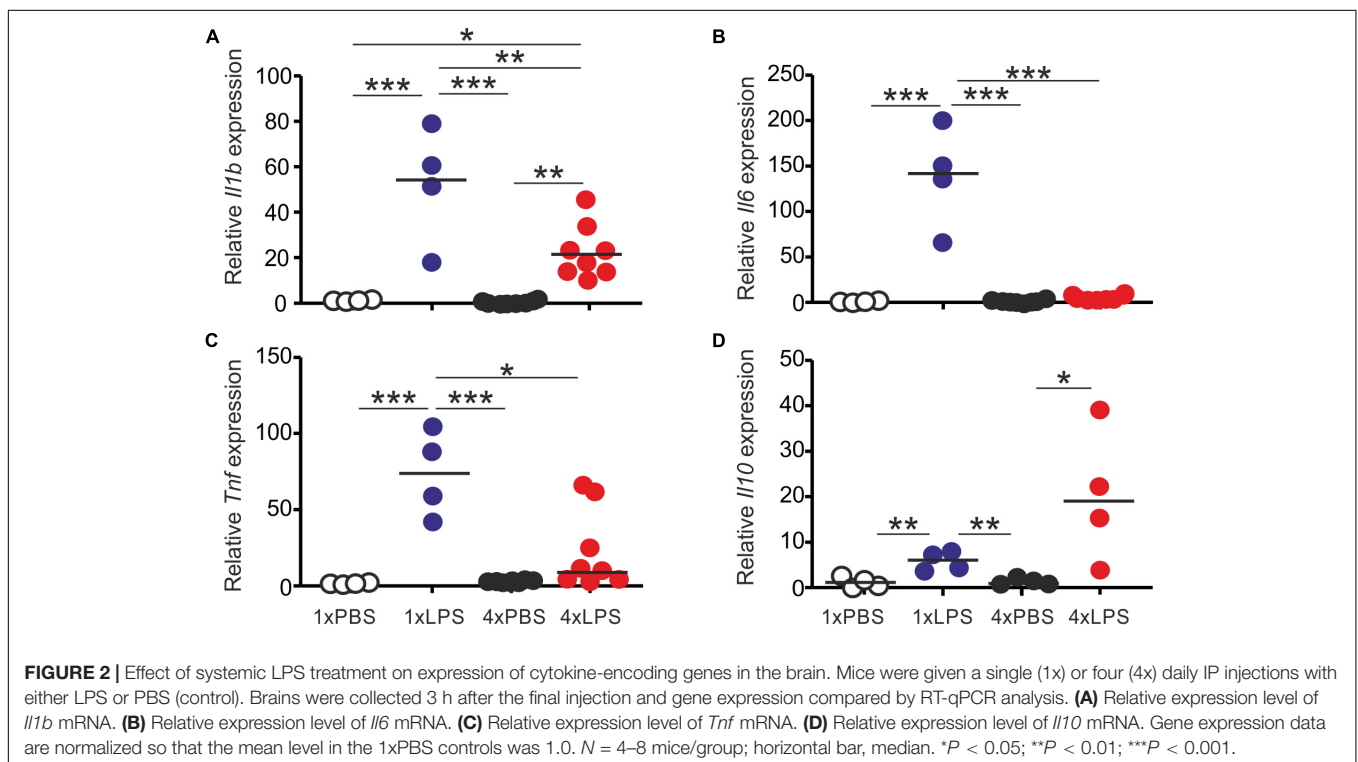 A
*
**
***
***
**
Relative Il1b expression
100
80
60
40
20
0
B
***
***
***
Relative Il6 expression
250
200
150
100
50
0
C
*
***
***
Relative Tnf expression
150
100
50
0
1xPBS 1xLPS 4xPBS 4xLPS
D
*
**
**
Relative Il10 expression
50
40
30
20
10
0
1xPBS 1xLPS 4xPBS 4xLPS
FIGURE 2 | Effect of systemic LPS treatment on expression of cytokine-encoding genes in the brain. Mice were given a single (1x) or four (4x) daily IP injections with
either LPS or PBS (control). Brains were collected 3 h after the final injection and gene expression compared by RT-qPCR analysis. (A) Relative expression level of
Il1b mRNA. (B) Relative expression level of Il6 mRNA. (C) Relative expression level of Tnf mRNA. (D) Relative expression level of Il10 mRNA. Gene expression data
are normalized so that the mean level in the 1xPBS controls was 1.0. N = 4–8 mice/group; horizontal bar, median. *P < 0.05; **P < 0.01; ***P < 0.001.